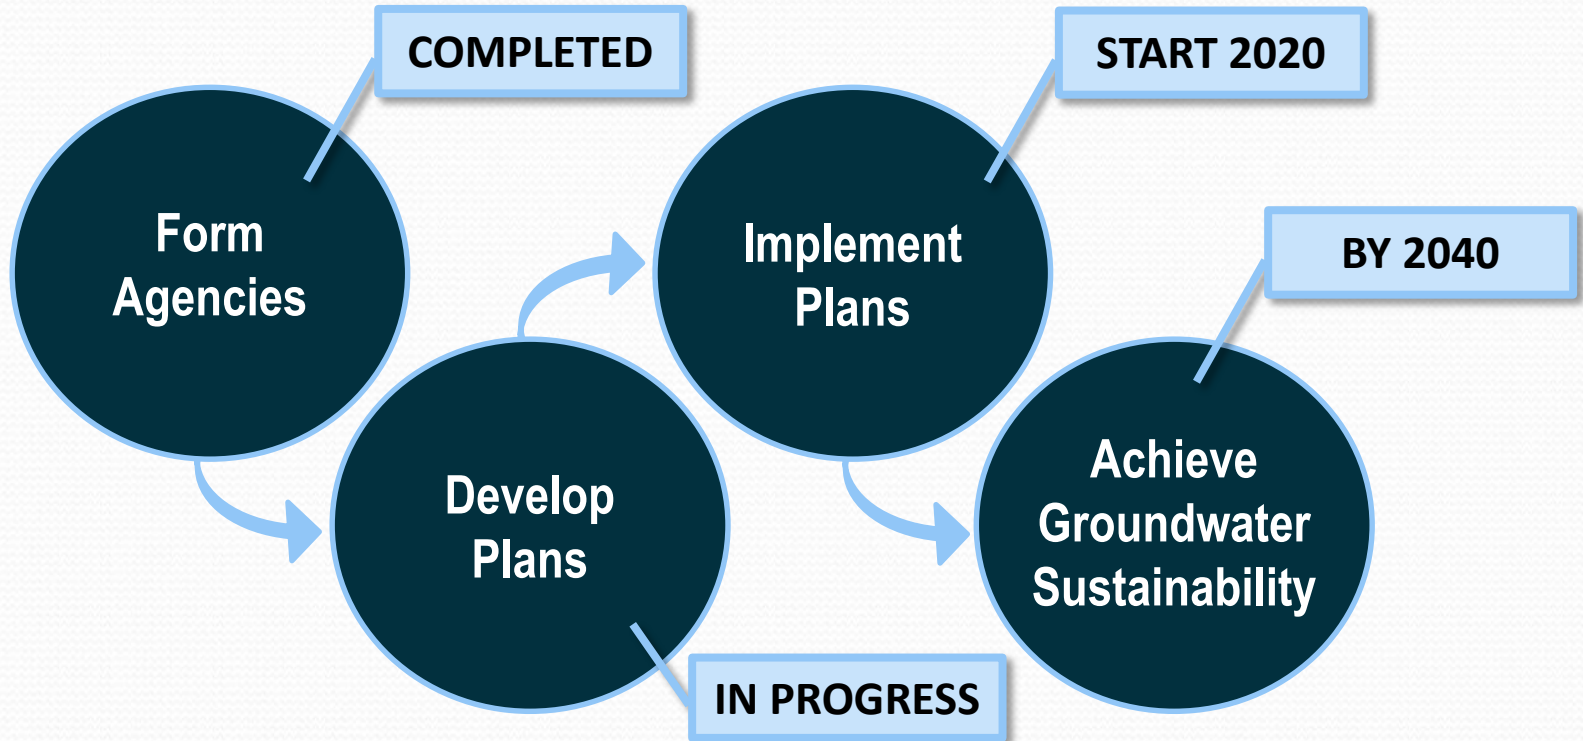 COMPLETED
Form
Agencies
Develop
Plans
IN PROGRESS
START 2020
Implement
Plans
BY 2040
Achieve
Groundwater
Sustainability